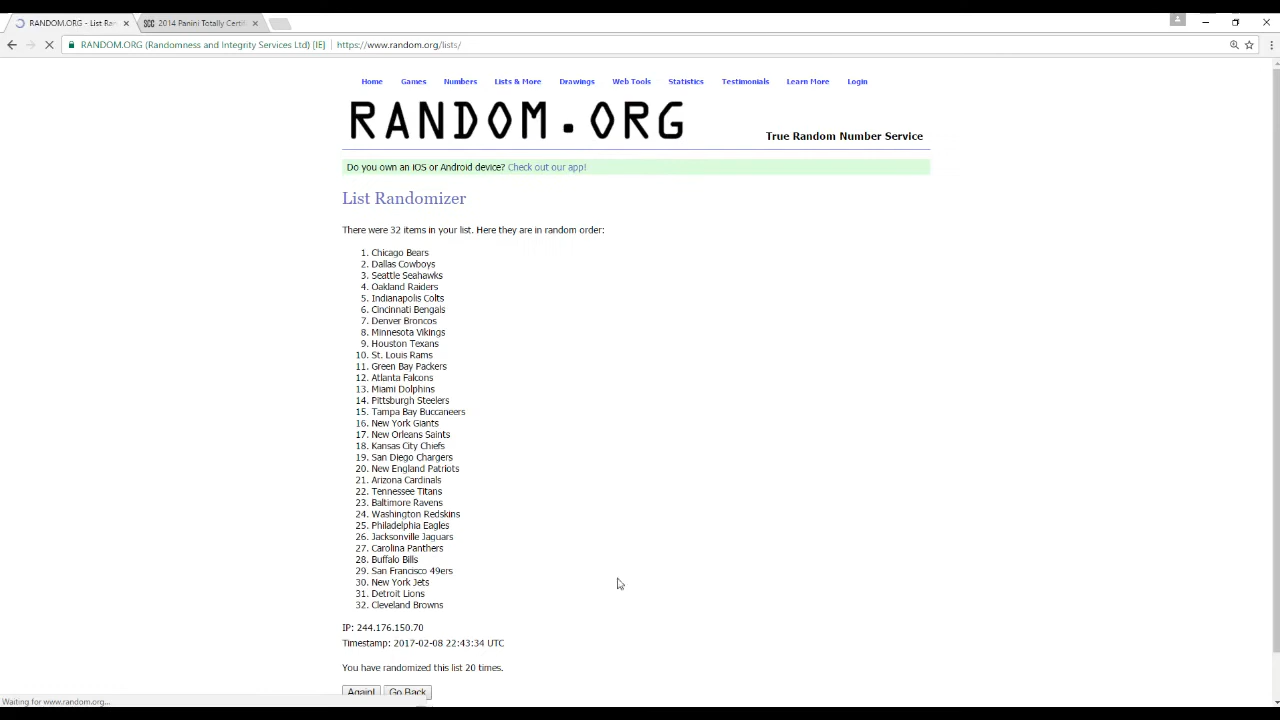 RANDOM.ORG - List Ran
2014 Panini Totally Certifi
RANDOM.ORG (Randomness and Integrity Services Ltd) [IE] https://www.random.org/lists/
Home Games Numbers Lists & More Drawings Web Tools Statistics Testimonials Learn More Login
RANDOM.ORG
True Random Number Service
Do you own an iOS or Android device? Check out our app!
List Randomizer
There were 32 items in your list. Here they are in random order:
1. Chicago Bears
2. Dallas Cowboys
3. Seattle Seahawks
4. Oakland Raiders
5. Indianapolis Colts
6. Cincinnati Bengals
7. Denver Broncos
8. Minnesota Vikings
9. Houston Texans
10. St. Louis Rams
11. Green Bay Packers
12. Atlanta Falcons
13. Miami Dolphins
14. Pittsburgh Steelers
15. Tampa Bay Buccaneers
16. New York Giants
17. New Orleans Saints
18. Kansas City Chiefs
19. San Diego Chargers
20. New England Patriots
21. Arizona Cardinals
22. Tennessee Titans
23. Baltimore Ravens
24. Washington Redskins
25. Philadelphia Eagles
26. Jacksonville Jaguars
27. Carolina Panthers
28. Buffalo Bills
29. San Francisco 49ers
30. New York Jets
31. Detroit Lions
32. Cleveland Browns
IP: 244.176.150.70
Timestamp: 2017-02-08 22:43:34 UTC
You have randomized this list 20 times.
Again! Go Back
Waiting for www.random.org...